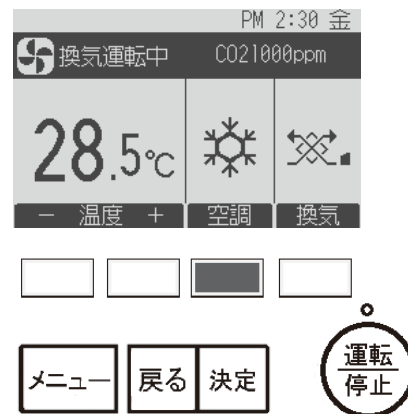 PM 2:30 金
換気運転中 CO21000ppm
28.5℃
− 温度 + 空調 換気
メニュー 戻る 決定 運転
停止